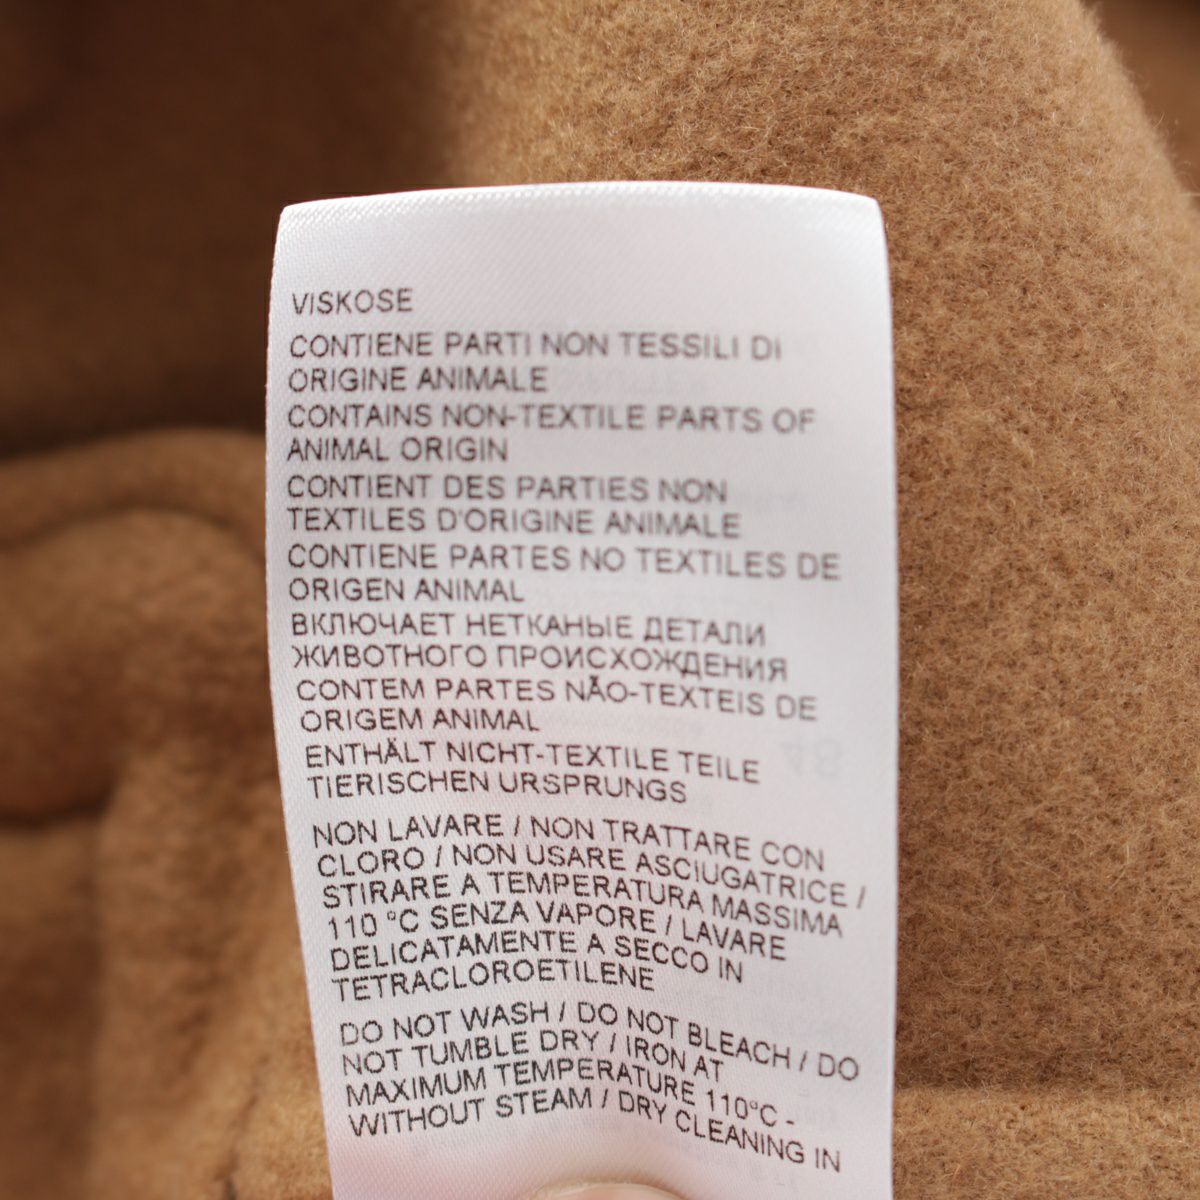 VISKOSE
CONTIENE PARTI NON TESSILI DI
ORIGINE ANIMALE
CONTAINS NON-TEXTILE PARTS OF
ANIMAL ORIGIN
CONTIENT DES PARTIES NON
TEXTILES D'ORIGINE ANIMALE
CONTIENE PARTES NO TEXTILES DE
ORIGEN ANIMAL
ВКЛЮЧАЕТ НЕТКАНЫЕ ДЕТАЛИ
ЖИВОТНОГО ПРОИСХОЖДЕНИЯ
CONTEM PARTES NÃO-TEXTEIS DE
ORIGEM ANIMAL
ENTHÄLT NICHT-TEXTILE TEILE
TIERISCHEN URSPRUNGS
NON LAVARE / NON TRATTARE CON
CLORO / NON USARE ASCIUGATRICE /
STIRARE A TEMPERATURA MASSIMA
110 °C SENZA VAPORE / LAVARE
DELICATAMENTE A SECCO IN
TETRACLOROETILENE
DO NOT WASH / DO NOT BLEACH / DO
NOT TUMBLE DRY / IRON AT
MAXIMUM TEMPERATURE 110°C -
WITHOUT STEAM / DRY CLEANING IN